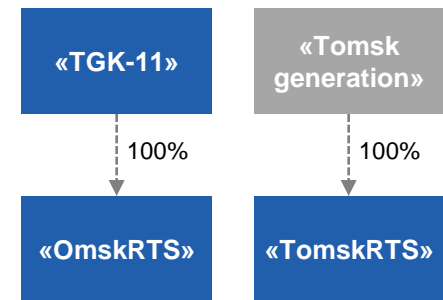 «TGK-11»
«Tomsk
generation»
100%
100%
«OmskRTS»
«TomskRTS»